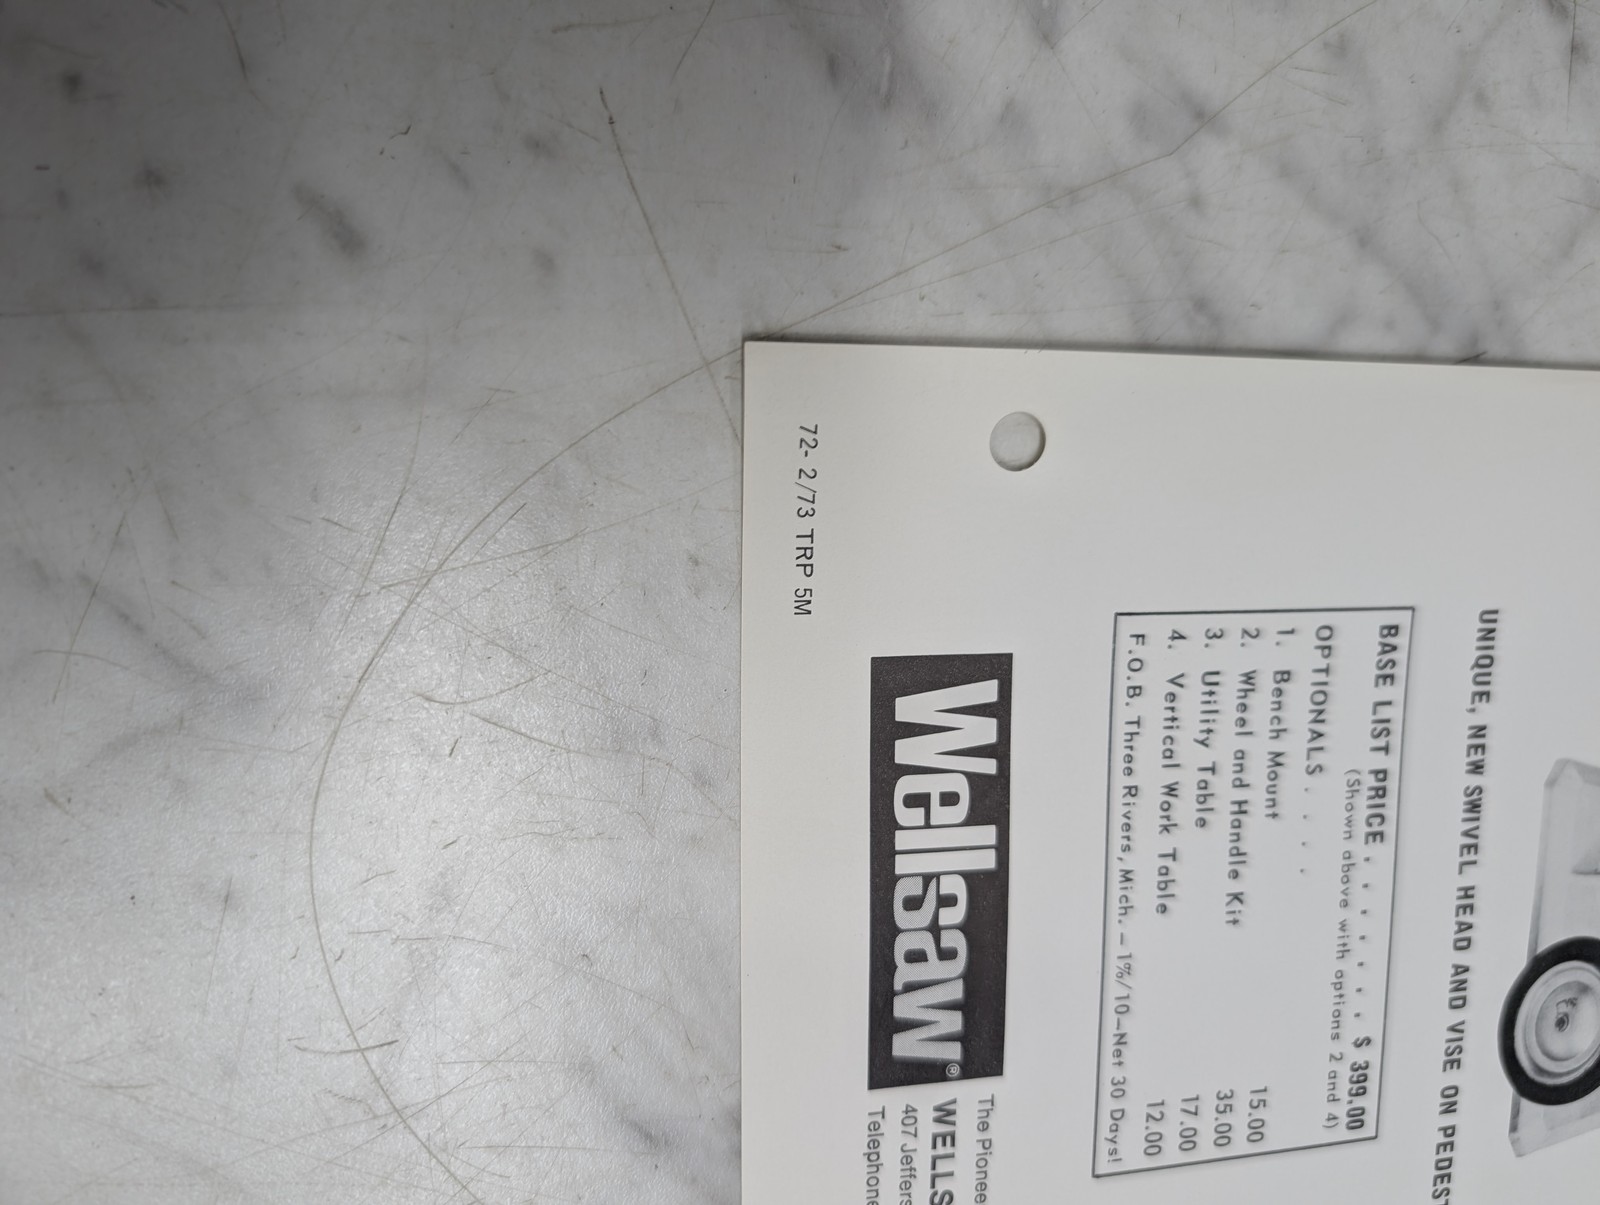 UNIQUE, NEW SWIVEL HEAD AND VISE ON
BASE LIST PRICE . . . . . . . $ 399.00
(Shown above with options 2 and 4)
OPTIONALS . . . .
1. Bench Mount 15.00
2. Wheel and Handle Kit 35.00
3. Utility Table 17.00
4. Vertical Work Table 12.00
F.O.B. Three Rivers, Mich. – 1%/10–Net 30 Days!
Wellsaw®
The
WELLS
407
Telephone
72- 2/73 TRP 5M